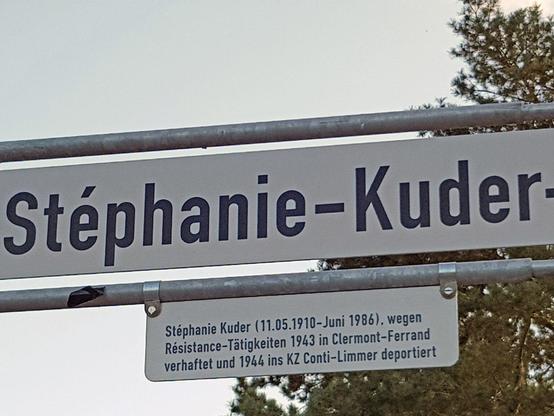 Stéphanie-Kuder-
Stéphanie Kuder (11.05.1910-Juni 1986), wegen
Résistance-Tätigkeiten 1943 in Clermont-Ferrand
verhaftet und 1944 ins KZ Conti-Limmer deportiert